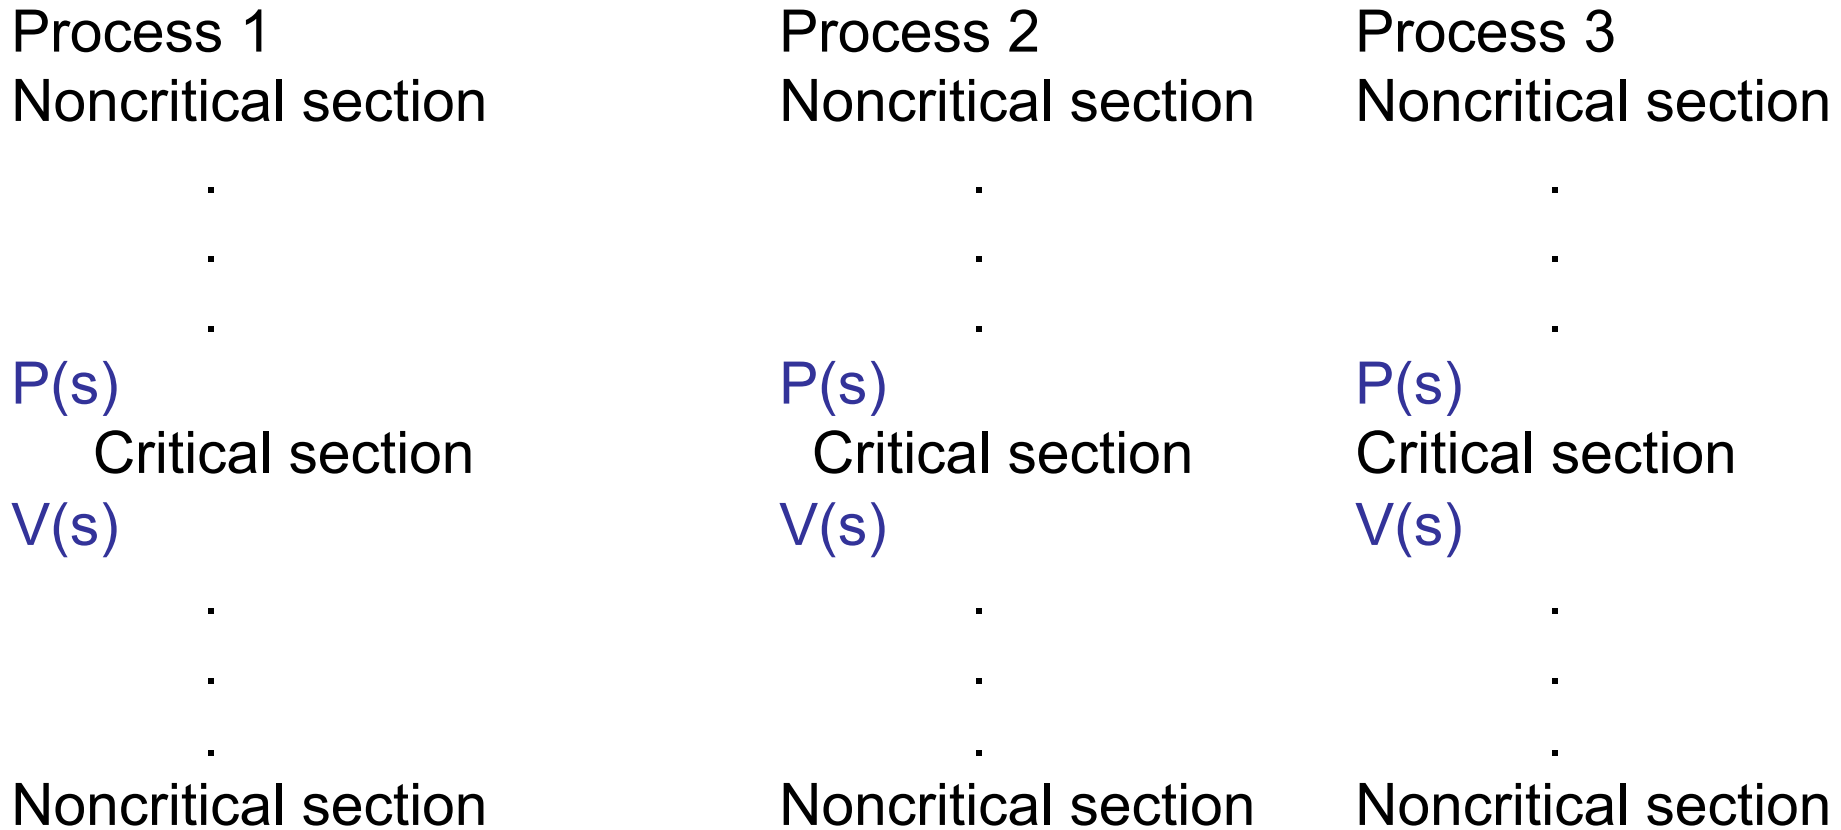 Process 1 Process 2 Process 3
Noncritical section Noncritical section Noncritical section
. . .
. . .
. . .
P(s) P(s) P(s)
Critical section Critical section Critical section
V(s) V(s) V(s)
. . .
. . .
. . .
Noncritical section Noncritical section Noncritical section